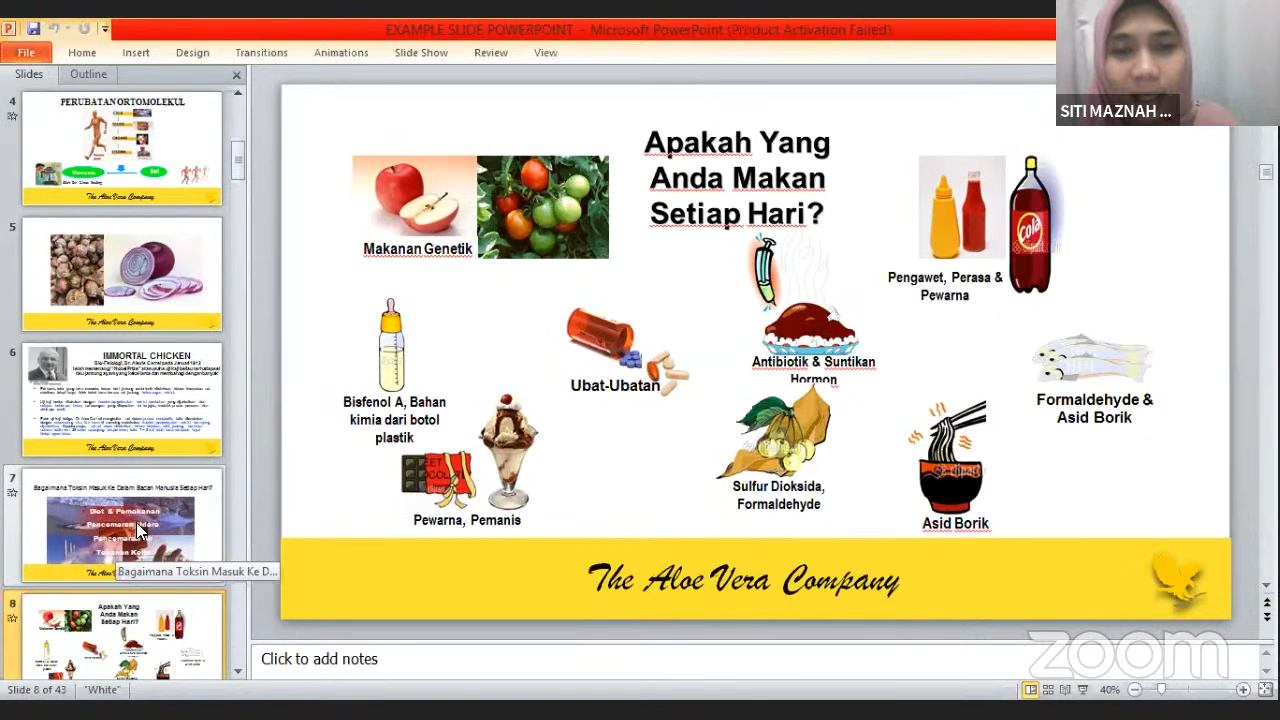 EXAMPLE SLIDE POWERPOINT - Microsoft PowerPoint (Product Activation Failed)
File Home Insert Design Transitions Animations Slide Show Review View
SITI MAZNAH ...
Slides Outline
4
PERUBATAN ORTOMOLEKUL
The Aloe Vera Company
5
The Aloe Vera Company
6
IMMORTAL CHICKEN
The Aloe Vera Company
7
Bagaimana Toksin Masuk Ke Dalam Badan Manusia Setiap Hari?
Diet & Pemakanan
Bagaimana Toksin Masuk Ke D...
8
Apakah Yang
Anda Makan
Setiap Hari?
Apakah Yang
Anda Makan
Setiap Hari?
Makanan Genetik
Cola
Pengawet, Perasa &
Pewarna
Antibiotik & Suntikan
Hormon
Ubat-Ubatan
Bisfenol A, Bahan
kimia dari botol
plastik
Formaldehyde &
Asid Borik
Sulfur Dioksida,
Formaldehyde
Pewarna, Pemanis
Asid Borik
The Aloe Vera Company
zoom
Click to add notes
Slide 8 of 43 "White" 40%